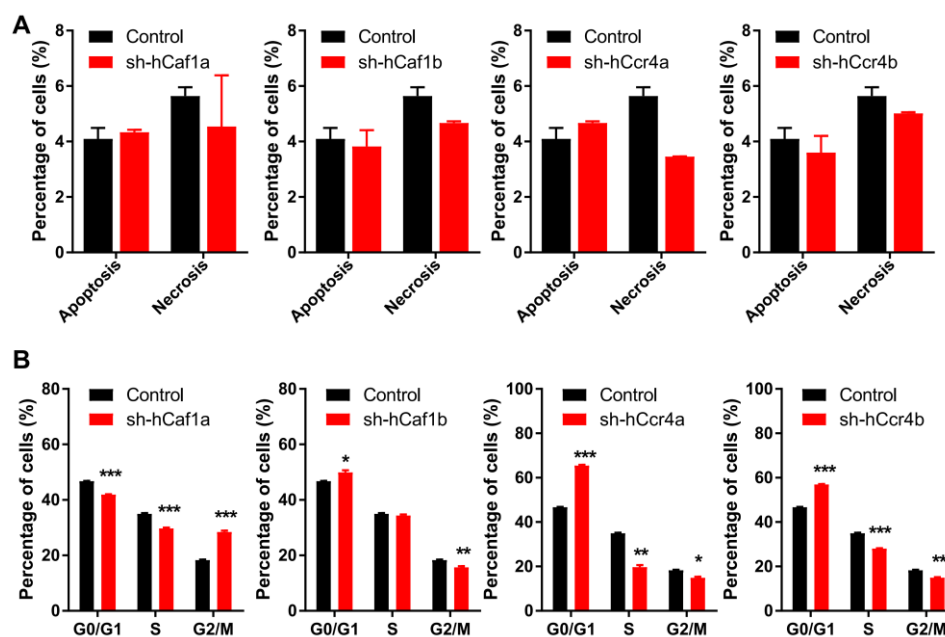 A
Percentage of cells (%)
8
6
4
2
0
Control
sh-hCaf1a
Apoptosis
Necrosis
Percentage of cells (%)
8
6
4
2
0
Control
sh-hCaf1b
Apoptosis
Necrosis
Percentage of cells (%)
8
6
4
2
0
Control
sh-hCcr4a
Apoptosis
Necrosis
Percentage of cells (%)
8
6
4
2
0
Control
sh-hCcr4b
Apoptosis
Necrosis
B
Percentage of cells (%)
80
60
40
20
0
Control
sh-hCaf1a
***
***
***
G0/G1 S G2/M
Percentage of cells (%)
80
60
40
20
0
Control
sh-hCaf1b
*
**
G0/G1 S G2/M
Percentage of cells (%)
100
80
60
40
20
0
Control
sh-hCcr4a
***
**
*
G0/G1 S G2/M
Percentage of cells (%)
100
80
60
40
20
0
Control
sh-hCcr4b
***
***
**
G0/G1 S G2/M